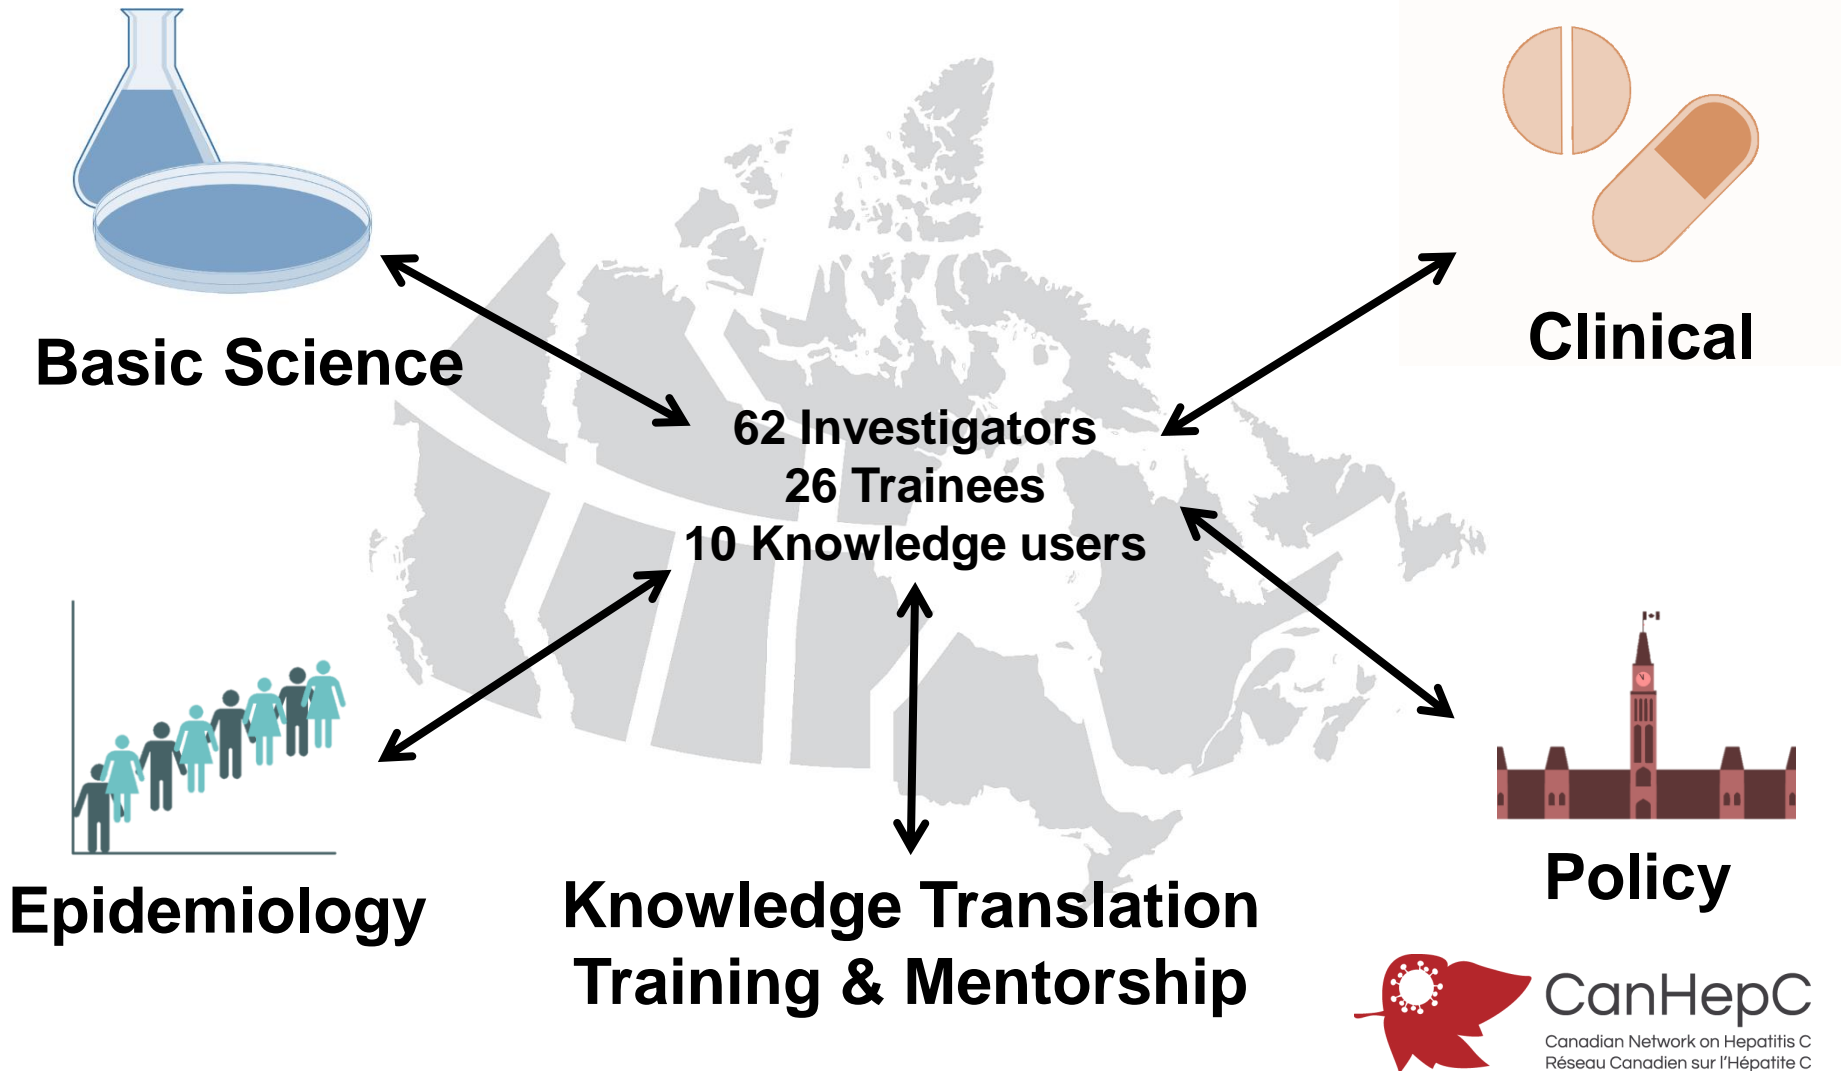 Basic Science
Clinical
62 Investigators
26 Trainees
10 Knowledge users
Epidemiology
Knowledge Translation
Training & Mentorship
Policy
CanHepC
Canadian Network on Hepatitis C
Réseau Canadien sur l'Hépatite C